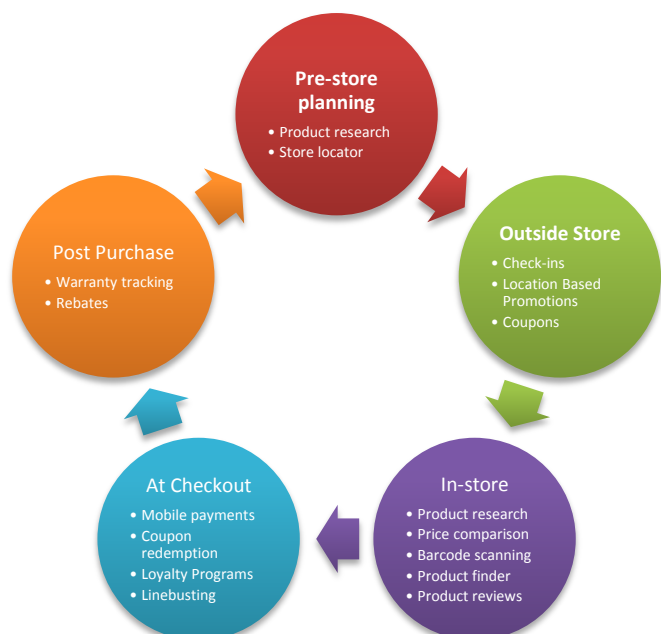 Pre-store
planning
• Product research
• Store locator
Outside Store
• Check-ins
• Location Based
Promotions
• Coupons
In-store
• Product research
• Price comparison
• Barcode scanning
• Product finder
• Product reviews
At Checkout
• Mobile payments
• Coupon
redemption
• Loyalty Programs
• Linebusting
Post Purchase
• Warranty tracking
• Rebates